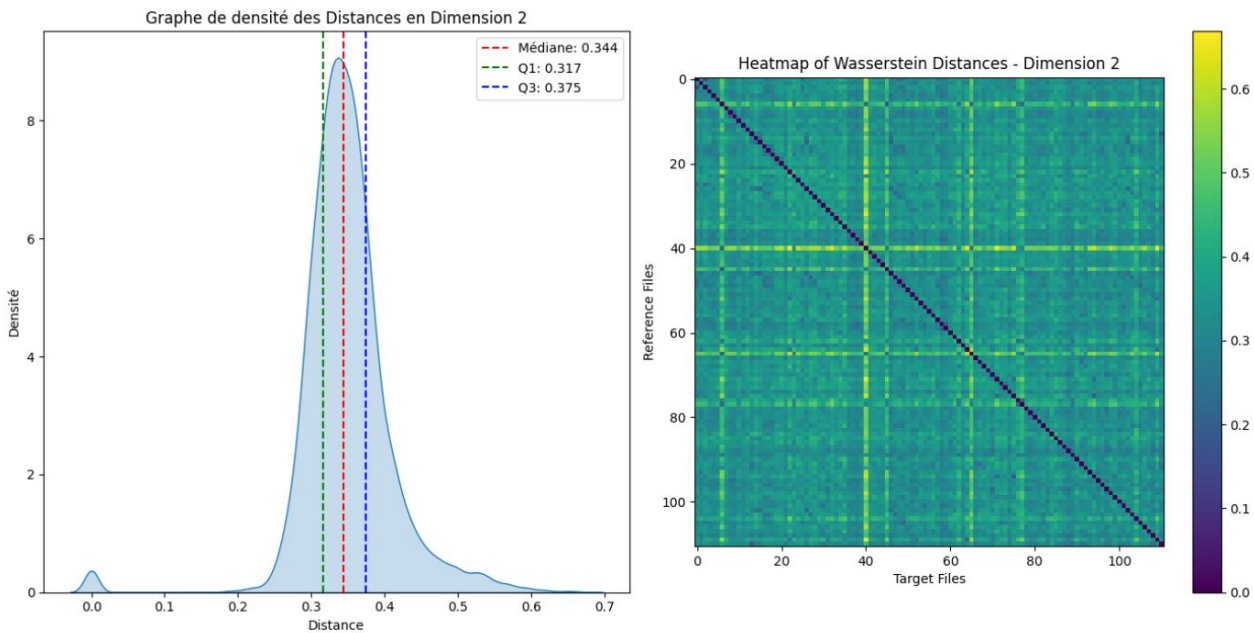 Graphe de densité des Distances en Dimension 2
Médiane: 0.344
Q1: 0.317
Q3: 0.375
8
6
4
2
0
Densité
0.0 0.1 0.2 0.3 0.4 0.5 0.6 0.7
Distance
Heatmap of Wasserstein Distances - Dimension 2
0
20
40
60
80
100
Reference Files
0 20 40 60 80 100
Target Files
0.6
0.5
0.4
0.3
0.2
0.1
0.0